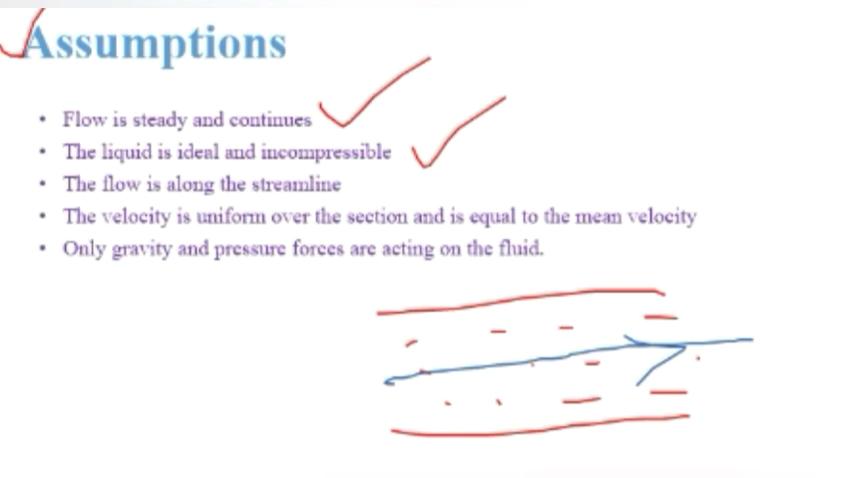 Assumptions
• Flow is steady and continues
• The liquid is ideal and incompressible
• The flow is along the streamline
• The velocity is uniform over the section and is equal to the mean velocity
• Only gravity and pressure forces are acting on the fluid.